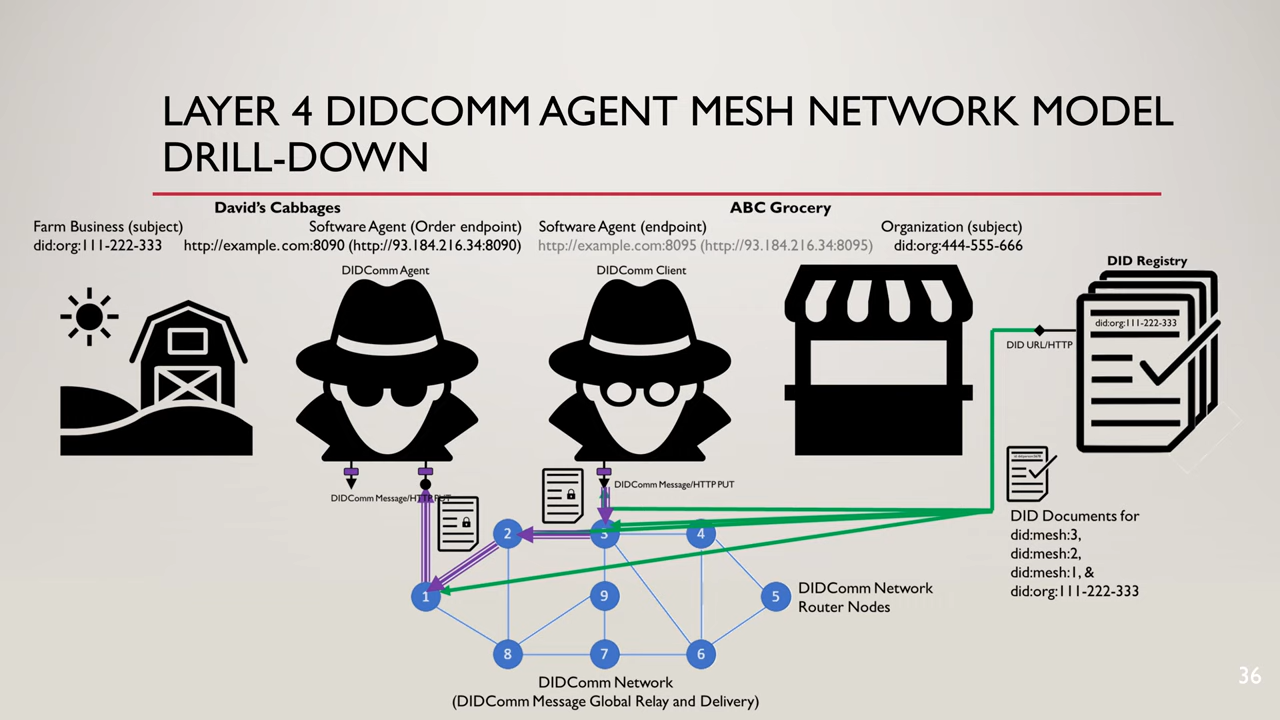 LAYER 4 DIDCOMM AGENT MESH NETWORK MODEL
DRILL-DOWN
David's Cabbages
ABC Grocery
Farm Business (subject)
Software Agent (Order endpoint)
Software Agent (endpoint)
Organization (subject)
did:org:111-222-333
http://example.com:8090 (http://93.184.216.34:8090)
http://example.com:8095 (http://93.184.216.34:8095)
did:org:444-555-666
DIDComm Agent
DIDComm Client
DID Registry
did:org:111-222-333
DID URL/HTTP
DIDComm Message/HTTP PUT
DIDComm Message/HTTP PUT
DID Documents for
did:mesh:3,
did:mesh:2,
did:mesh:1, &
did:org:111-222-333
2
3
4
1
9
5
DIDComm Network
Router Nodes
8
7
6
DIDComm Network
(DIDComm Message Global Relay and Delivery)
36